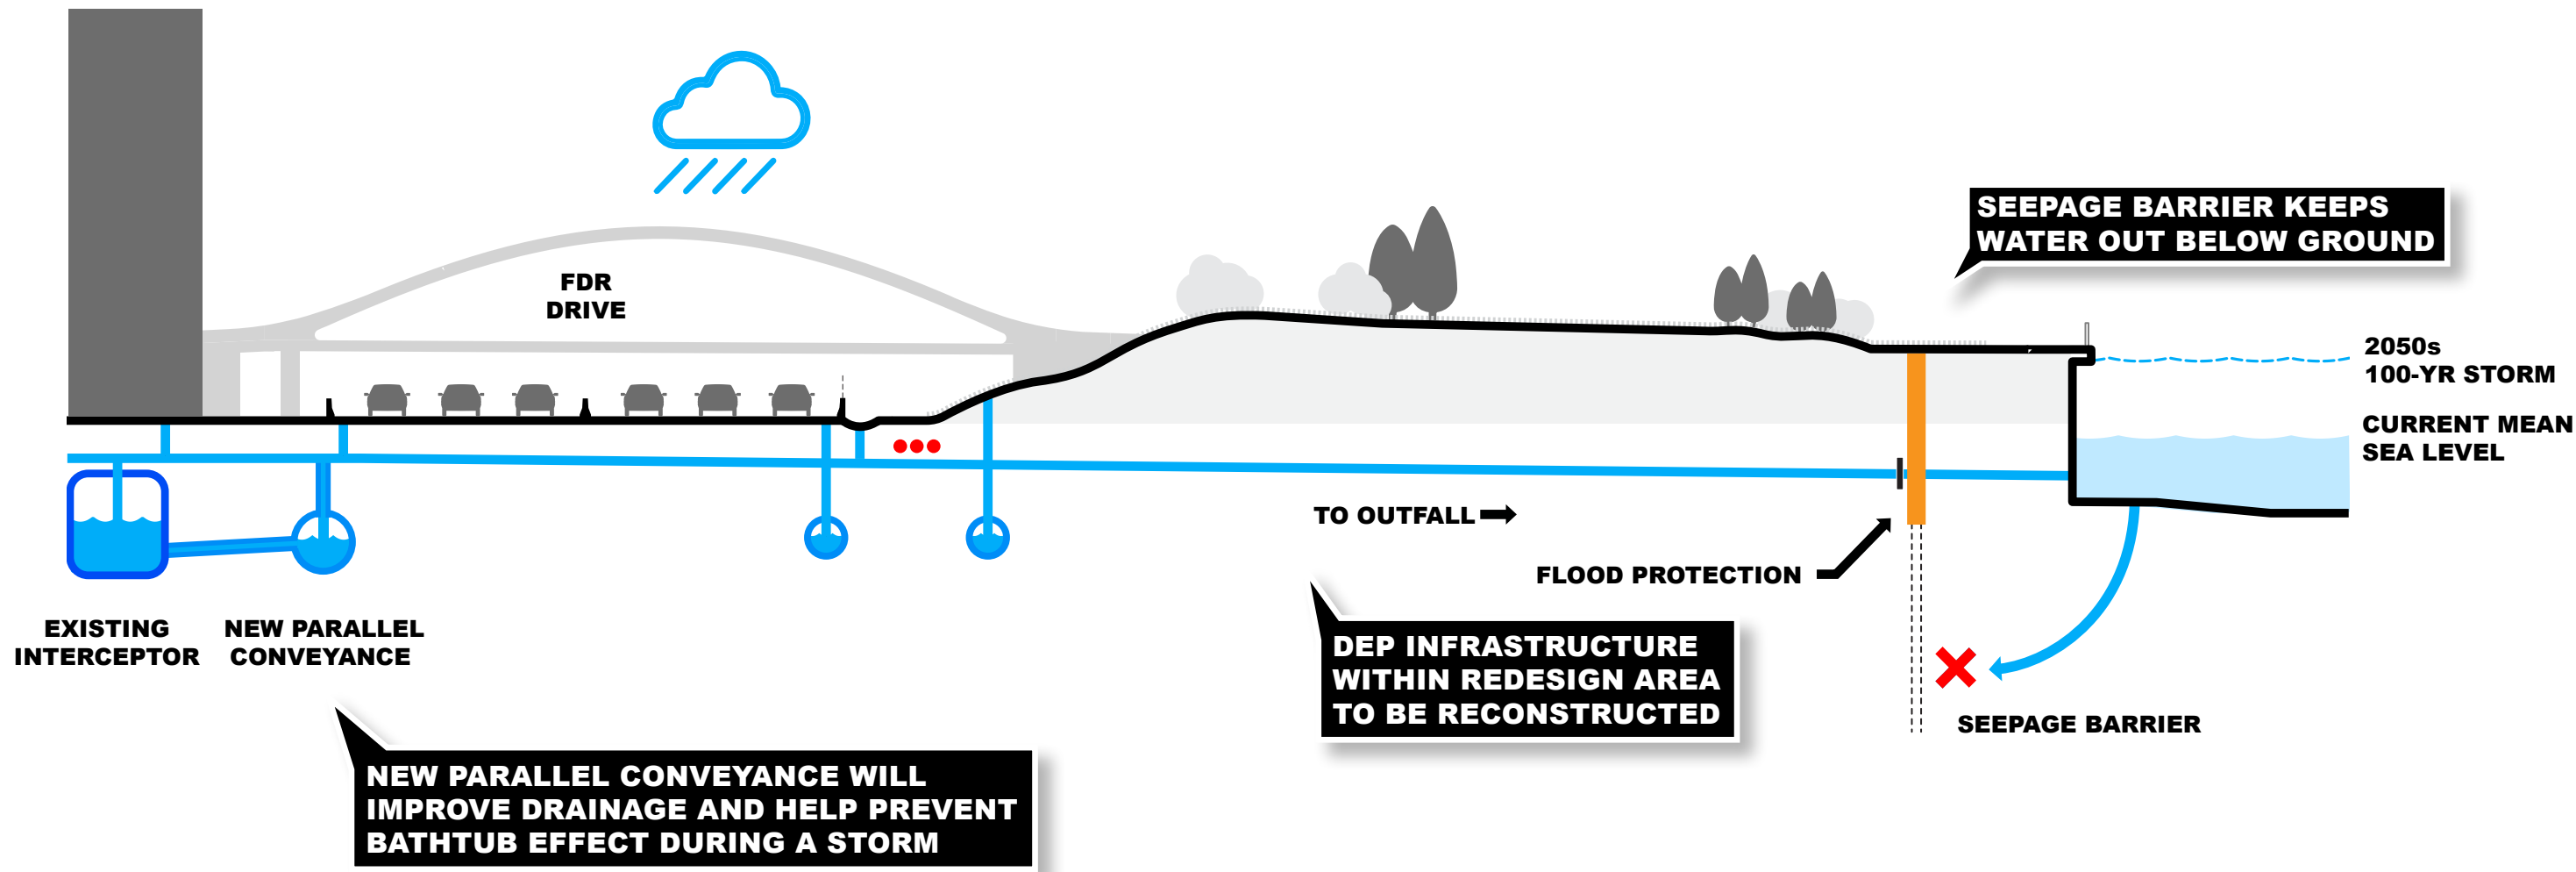 SEEPAGE BARRIER KEEPS
WATER OUT BELOW GROUND
FDR
DRIVE
2050s
100-YR STORM
CURRENT MEAN
SEA LEVEL
TO OUTFALL
FLOOD PROTECTION
EXISTING
INTERCEPTOR
NEW PARALLEL
CONVEYANCE
DEP INFRASTRUCTURE
WITHIN REDESIGN AREA
TO BE RECONSTRUCTED
SEEPAGE BARRIER
NEW PARALLEL CONVEYANCE WILL
IMPROVE DRAINAGE AND HELP PREVENT
BATHTUB EFFECT DURING A STORM